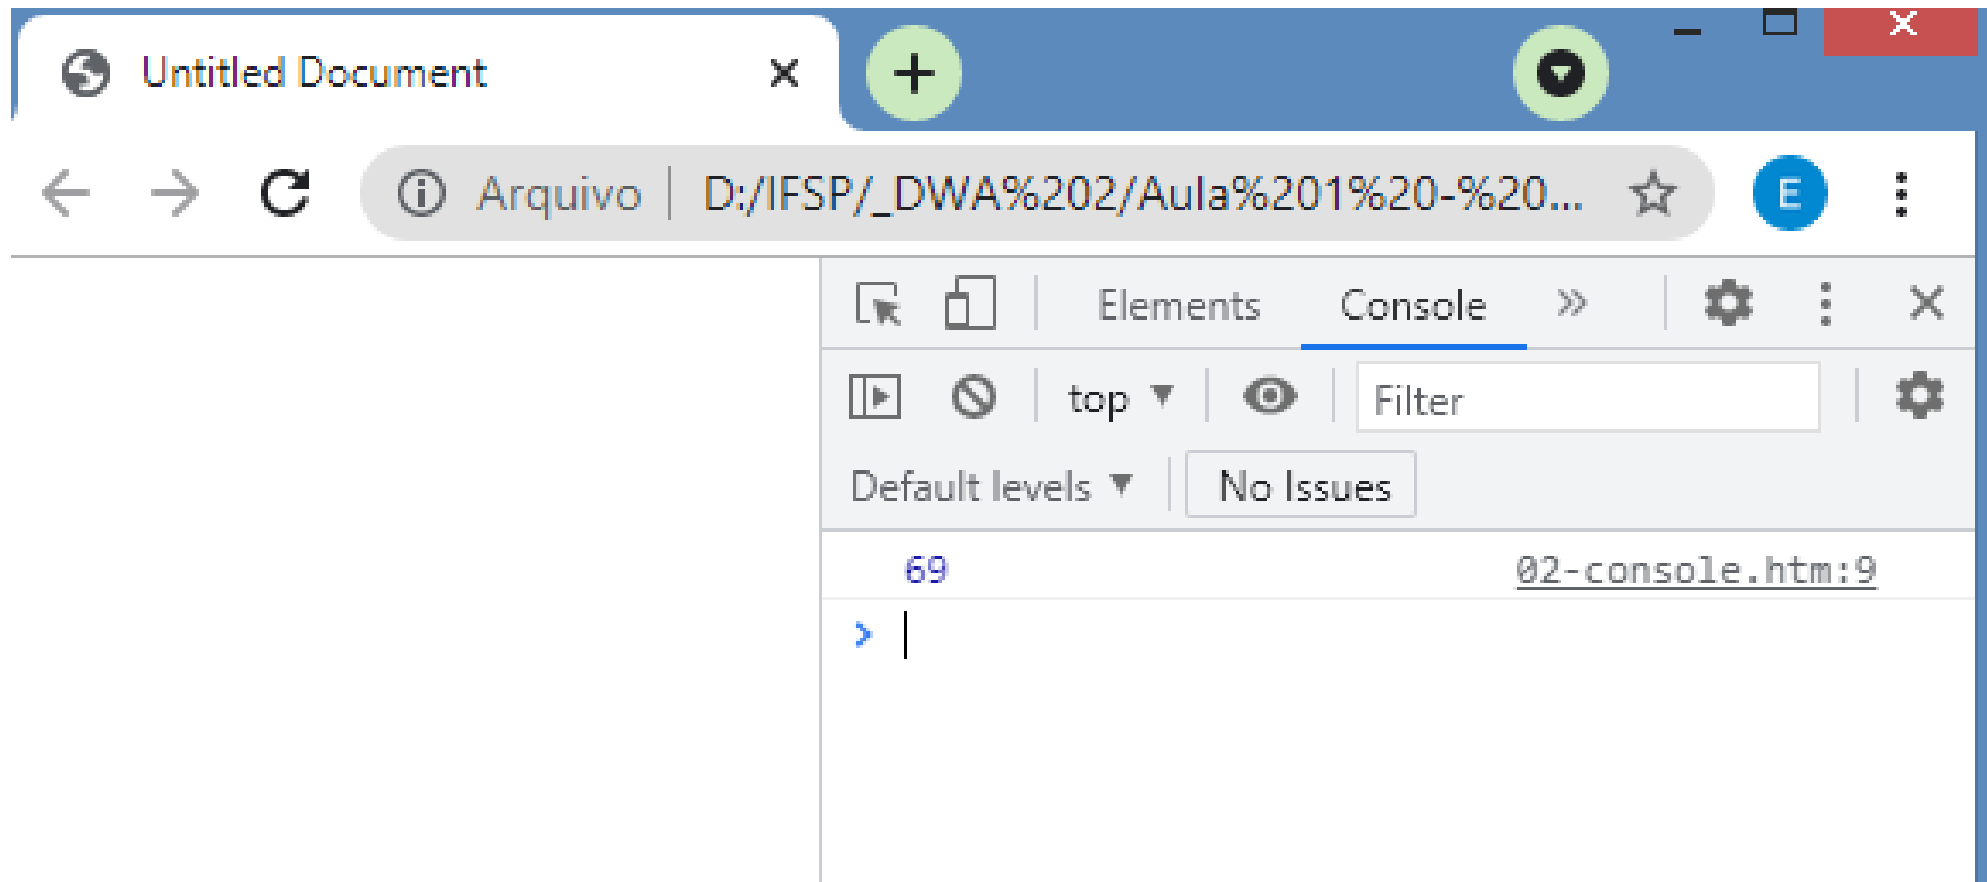 Untitled Document
Arquivo D:/IFSP/_DWA%202/Aula%201%20-%20...
E
Elements Console
top Filter
Default levels No Issues
69 02-console.htm:9